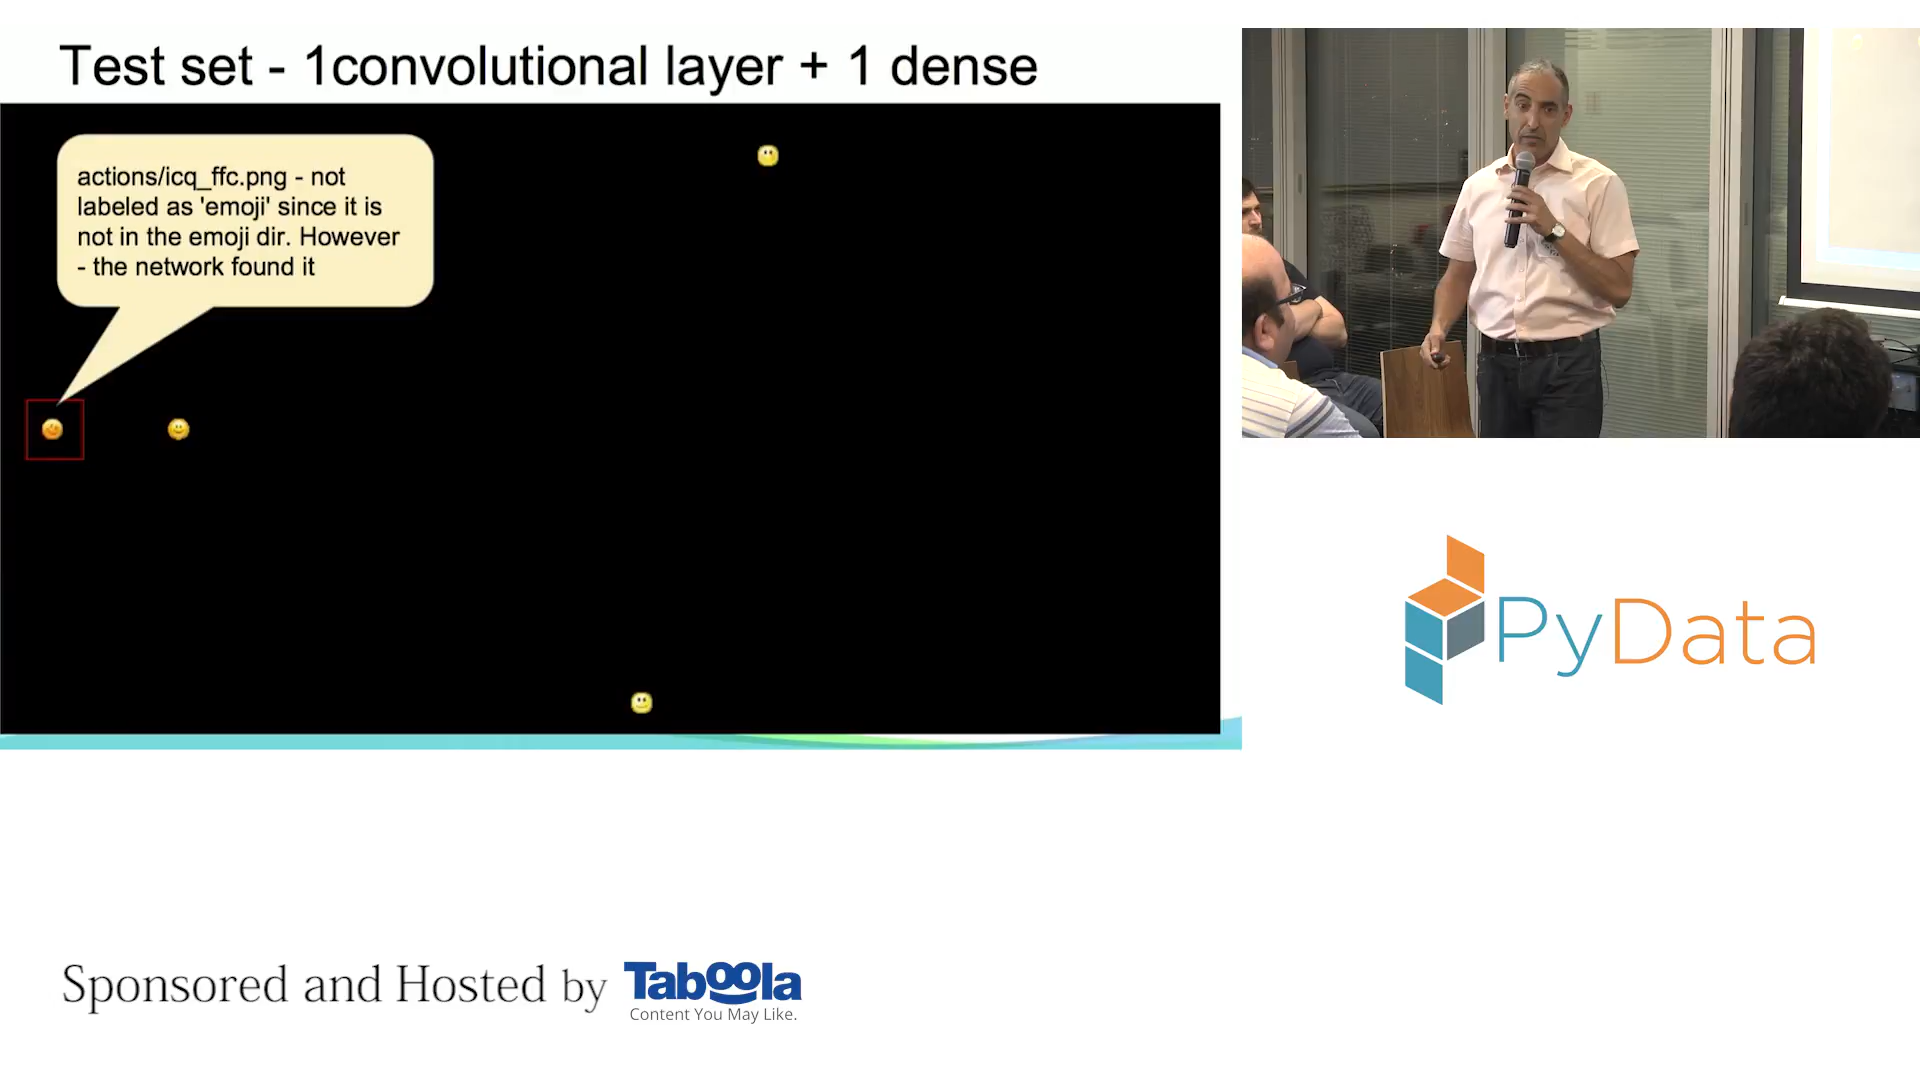 Test set - 1convolutional layer + 1 dense
actions/icq_ffc.png - not
labeled as 'emoji' since it is
not in the emoji dir. However
- the network found it
PyData
Sponsored and Hosted by Taboola
Content You May Like.